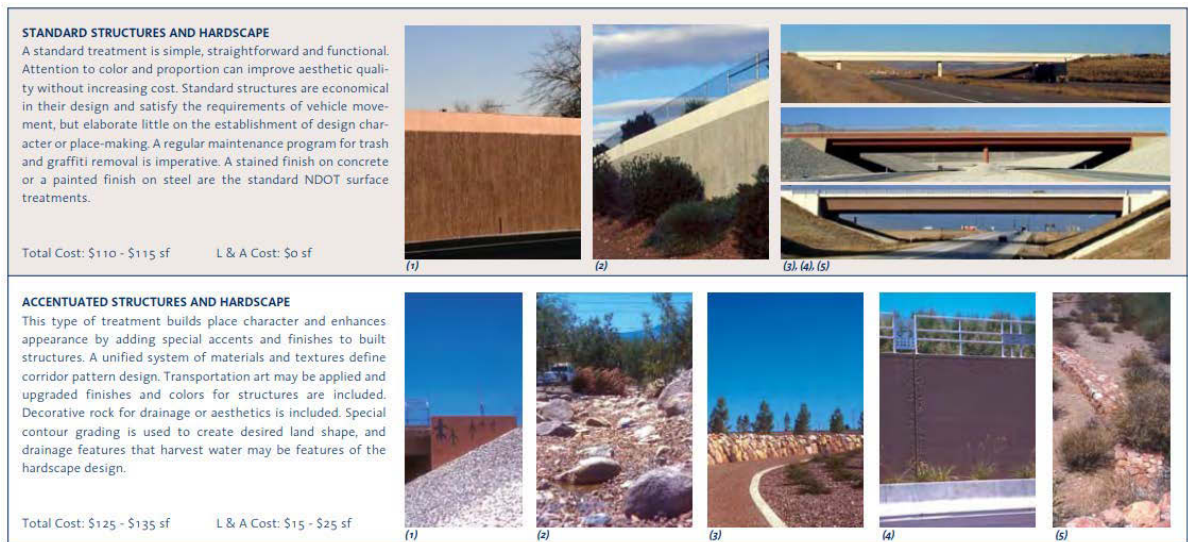 STANDARD STRUCTURES AND HARDSCAPE
A standard treatment is simple, straightforward and functional.
Attention to color and proportion can improve aesthetic quali-
ty without increasing cost. Standard structures are economical
in their design and satisfy the requirements of vehicle move-
ment, but elaborate little on the establishment of design char-
acter or place-making. A regular maintenance program for trash
and graffiti removal is imperative. A stained finish on concrete
or a painted finish on steel are the standard NDOT surface
treatments.
Total Cost: $110 - $115 sf L & A Cost: $0 sf
(1) (2) (3), (4), (5)
ACCENTUATED STRUCTURES AND HARDSCAPE
This type of treatment builds place character and enhances
appearance by adding special accents and finishes to built
structures. A unified system of materials and textures define
corridor pattern design. Transportation art may be applied and
upgraded finishes and colors for structures are included.
Decorative rock for drainage or aesthetics is included. Special
contour grading is used to create desired land shape, and
drainage features that harvest water may be features of the
hardscape design.
Total Cost: $125 - $135 sf L & A Cost: $15 - $25 sf
(1) (2) (3) (4) (5)